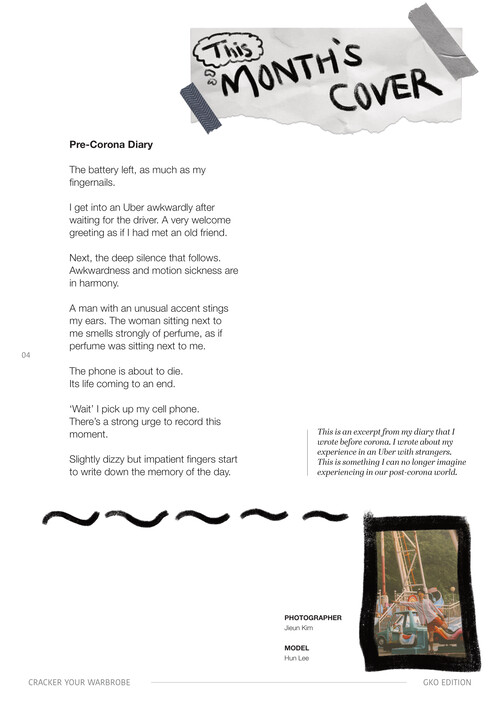 This
MONTH'S
COVER
Pre-Corona Diary
The battery left, as much as my
fingernails.
I get into an Uber awkwardly after
waiting for the driver. A very welcome
greeting as if I had met an old friend.
Next, the deep silence that follows.
Awkwardness and motion sickness are
in harmony.
A man with an unusual accent stings
my ears. The woman sitting next to
me smells strongly of perfume, as if
perfume was sitting next to me.
04
The phone is about to die.
Its life coming to an end.
‘Wait’ I pick up my cell phone.
There’s a strong urge to record this
moment.
Slightly dizzy but impatient fingers start
to write down the memory of the day.
This is an excerpt from my diary that I
wrote before corona. I wrote about my
experience in an Uber with strangers.
This is something I can no longer imagine
experiencing in our post-corona world.
PHOTOGRAPHER
Jieun Kim
MODEL
Hun Lee
CRACKER YOUR WARBROBE
GKO EDITION